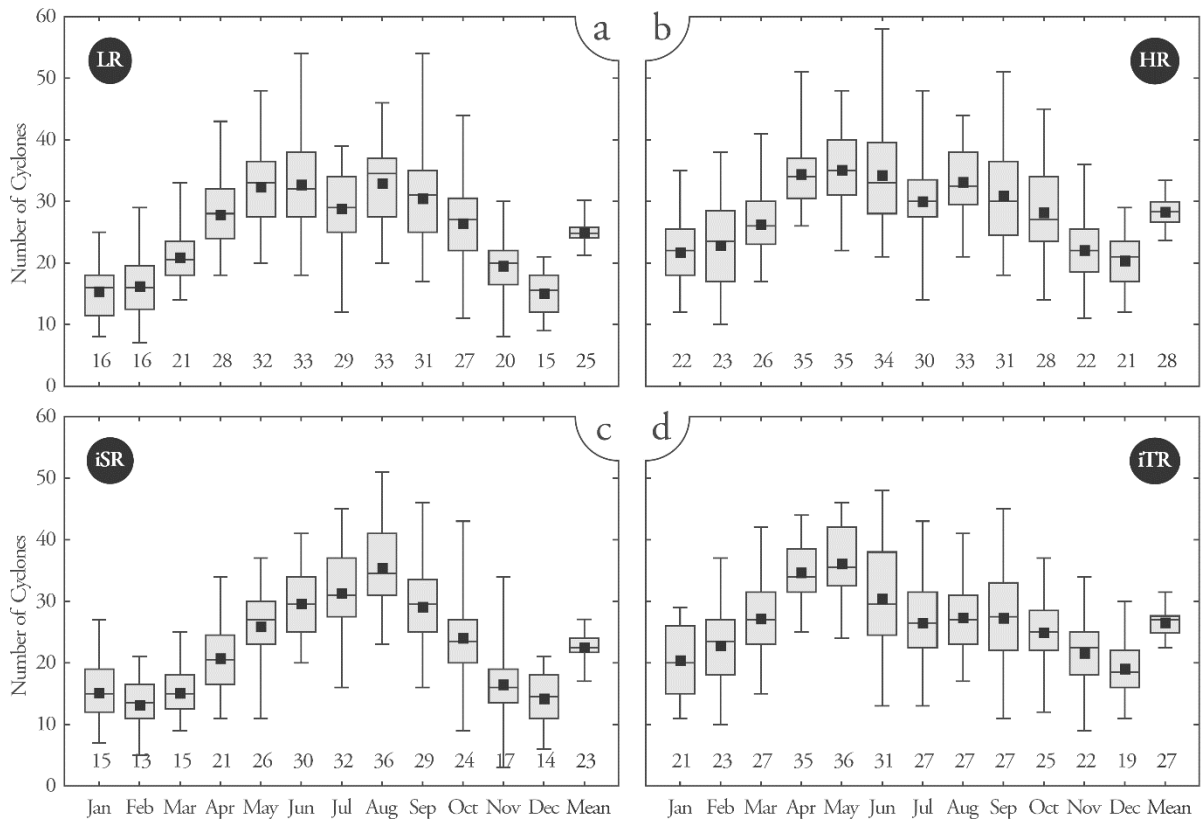 60
50
40
30
20
10
0
Number of Cyclones
LR
a
16 16 21 28 32 33 29 33 31 27 20 15 25
b
HR
22 23 26 35 35 34 30 33 31 28 22 21 28
60
50
40
30
20
10
0
Number of Cyclones
iSR
c
15 13 15 21 26 30 32 36 29 24 17 14 23
Jan Feb Mar Apr May Jun Jul Aug Sep Oct Nov Dec Mean
d
iTR
21 23 27 35 36 31 27 27 27 25 22 19 27
Jan Feb Mar Apr May Jun Jul Aug Sep Oct Nov Dec Mean